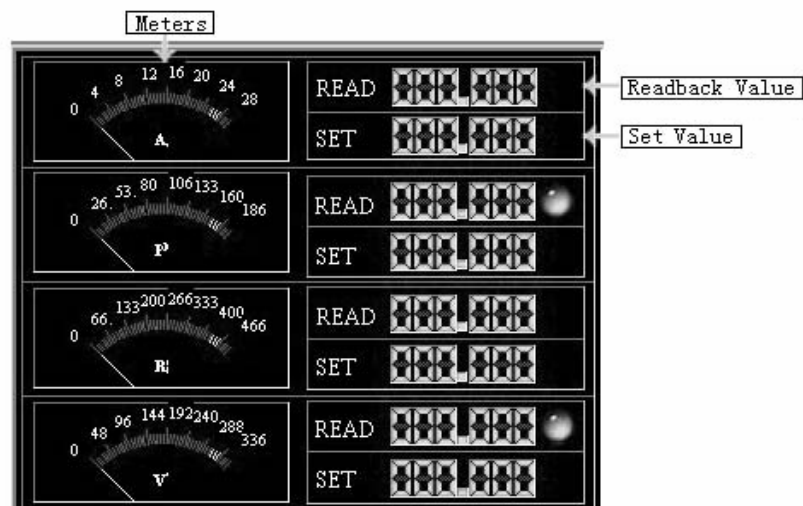 Meters
0 4 8 12 16 20 24 28
A
READ
Readback Value
SET
Set Value
0 26. 53. 80 106 133 160 186
P
READ
SET
0 66. 133 200 266 333 400 466
R
READ
SET
0 48 96 144 192 240 288 336
V
READ
SET